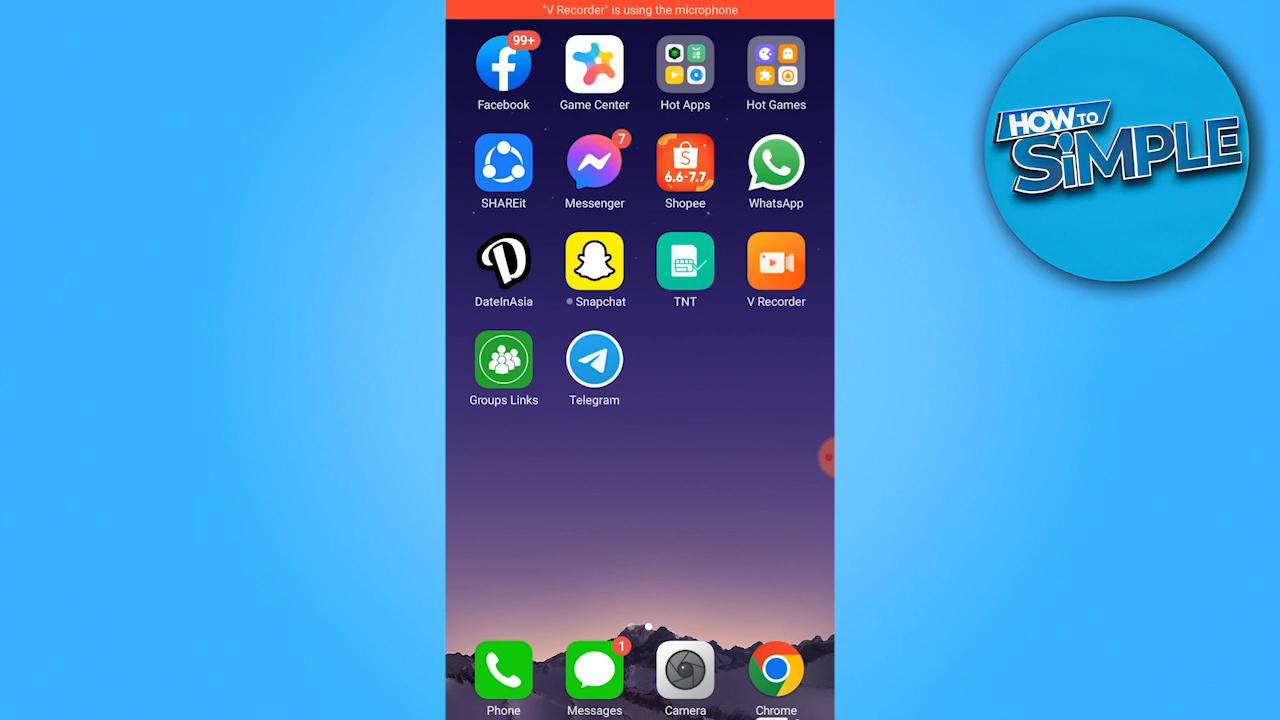 "V Recorder" is using the microphone
99+
Facebook
Game Center
Hot Apps
Hot Games
HOW TO
SiMPLE
SHAREit
7
Messenger
S
6.6-7.7
Shopee
WhatsApp
D
DateInAsia
Snapchat
TNT
V Recorder
Groups Links
Telegram
Phone
1
Messages
Camera
Chrome